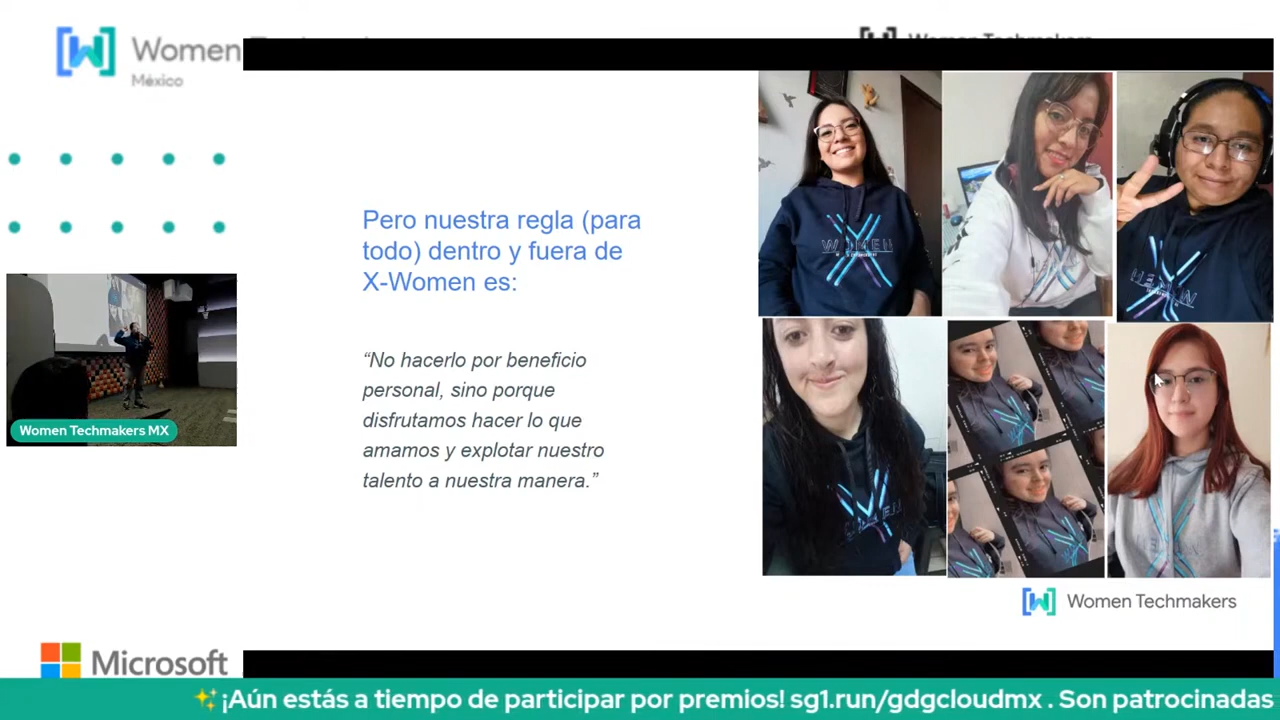 Women
México
Women Techmakers
Pero nuestra regla (para
todo) dentro y fuera de
X-Women es:
“No hacerlo por beneficio
personal, sino porque
disfrutamos hacer lo que
amamos y explotar nuestro
talento a nuestra manera.”
WOMEN
Women Techmakers MX
Women Techmakers
Microsoft
✨ ¡Aún estás a tiempo de participar por premios! sg1.run/gdgcloudmx . Son patrocinadas